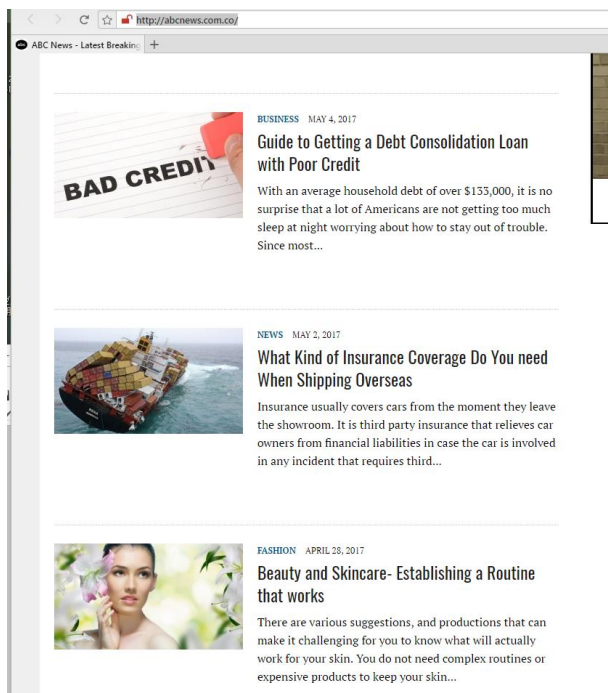 http://abcnews.com.co/
ABC News - Latest Breaking
BUSINESS MAY 4, 2017
Guide to Getting a Debt Consolidation Loan
with Poor Credit
BAD CREDIT
With an average household debt of over $133,000, it is no
surprise that a lot of Americans are not getting too much
sleep at night worrying about how to stay out of trouble.
Since most...
NEWS MAY 2, 2017
What Kind of Insurance Coverage Do You need
When Shipping Overseas
Insurance usually covers cars from the moment they leave
the showroom. It is third party insurance that relieves car
owners from financial liabilities in case the car is involved
in any incident that requires third...
FASHION APRIL 28, 2017
Beauty and Skincare- Establishing a Routine
that works
There are various suggestions, and productions that can
make it challenging for you to know what will actually
work for your skin. You do not need complex routines or
expensive products to keep your skin...